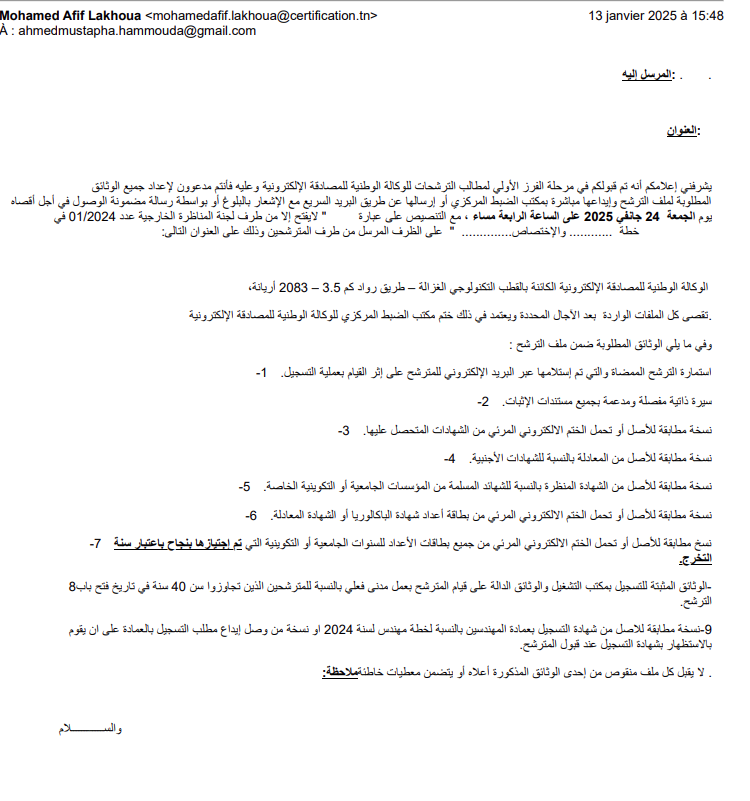 Mohamed Afif Lakhoua <mohamedafif.lakhoua@certification.tn> 13 janvier 2025 à 15:48
À : ahmedmustapha.hammouda@gmail.com
. . :المرسل إليه
:العنوان
يشرفني إعلامكم أنه تم قبولكم في مرحلة الفرز الأولي لمطالب الترشحات للوكالة الوطنية للمصادقة الإلكترونية وعليه فأنتم مدعوون لإعداد جميع الوثائق
المطلوبة لملف الترشح وإيداعها مباشرة بمكتب الضبط المركزي أو إرسالها عن طريق البريد السريع مع الإشعار بالبلوغ أو بواسطة رسالة مضمونة الوصول في أجل أقصاه
يوم الجمعة 24 جانفي 2025 على الساعة الرابعة مساء ، مع التنصيص على عبارة " لايفتح إلا من طرف لجنة المناظرة الخارجية عدد 01/2024 في
خطة ............ والإختصاص.............. " على الظرف المرسل من طرف المترشحين وذلك على العنوان التالي:
الوكالة الوطنية للمصادقة الإلكترونية الكائنة بالقطب التكنولوجي الغزالة – طريق رواد كم 3.5 – 2083 أريانة،
.تقصى كل الملفات الواردة بعد الآجال المحددة ويعتمد في ذلك ختم مكتب الضبط المركزي للوكالة الوطنية للمصادقة الإلكترونية
وفي ما يلي الوثائق المطلوبة ضمن ملف الترشح :
استمارة الترشح الممضاة والتي تم إستلامها عبر البريد الإلكتروني للمترشح على إثر القيام بعملية التسجيل. 1-
سيرة ذاتية مفصلة ومدعمة بجميع مستندات الإثبات. 2-
نسخة مطابقة للأصل أو تحمل الختم الالكتروني المرئي من الشهادات المتحصل عليها. 3-
نسخة مطابقة للأصل من المعادلة بالنسبة للشهادات الأجنبية. 4-
نسخة مطابقة للأصل من الشهادة المنظرة بالنسبة للشهائد المسلمة من المؤسسات الجامعية أو التكوينية الخاصة. 5-
نسخة مطابقة للأصل أو تحمل الختم الالكتروني المرئي من بطاقة أعداد شهادة الباكالوريا أو الشهادة المعادلة. 6-
نسخ مطابقة للأصل أو تحمل الختم الالكتروني المرئي من جميع بطاقات الأعداد للسنوات الجامعية أو التكوينية التي تم إجتيازها بنجاح باعتبار سنة 7-
التخرج.
-الوثائق المثبتة للتسجيل بمكتب التشغيل والوثائق الدالة على قيام المترشح بعمل مدني فعلي بالنسبة للمترشحين الذين تجاوزوا سن 40 سنة في تاريخ فتح باب8
الترشح.
9-نسخة مطابقة للاصل من شهادة التسجيل بعمادة المهندسين بالنسبة لخطة مهندس لسنة 2024 او نسخة من وصل إيداع مطلب التسجيل بالعمادة على ان يقوم
بالاستظهار بشهادة التسجيل عند قبول المترشح.
. لا يقبل كل ملف منقوص من إحدى الوثائق المذكورة أعلاه أو يتضمن معطيات خاطئةملاحظة:
والســــــــــلام